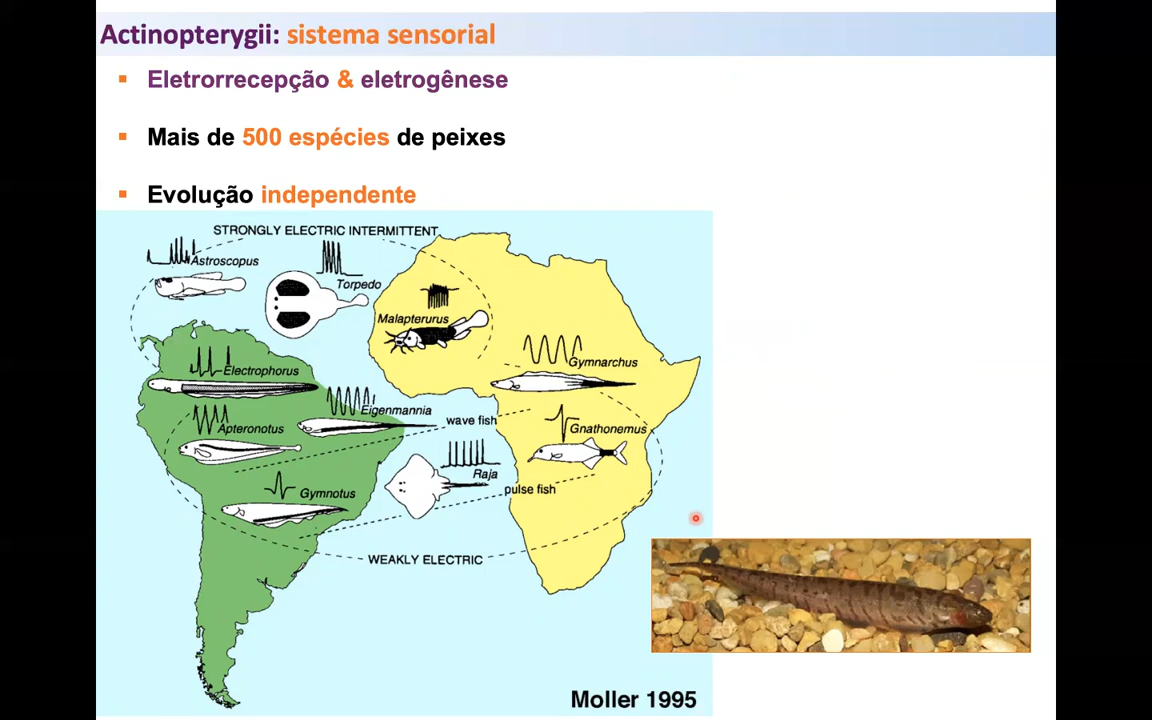 Actinopterygii: sistema sensorial
▪ Eletrorrecepção & eletrogênese
▪ Mais de 500 espécies de peixes
▪ Evolução independente
STRONGLY ELECTRIC INTERMITTENT
Astroscopus
Torpedo
Malapterurus
Gymnarchus
Electrophorus
Eigenmannia
wave fish
Apteronotus
Gnathonemus
Raja
Gymnotus
pulse fish
WEAKLY ELECTRIC
Moller 1995